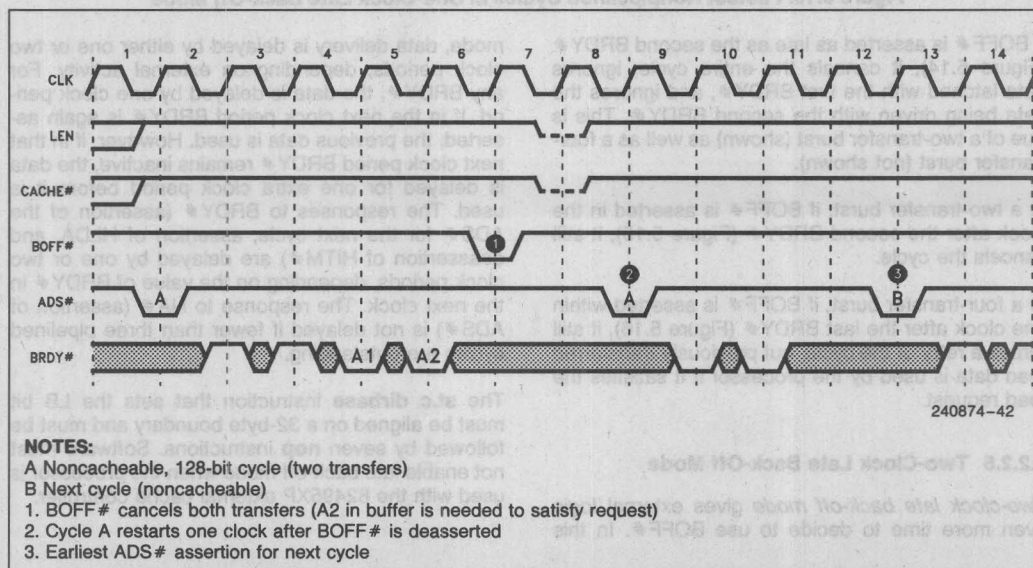 1 2 3 4 5 6 7 8 9 10 11 12 13 14
CLK
LEN
CACHE#
BOFF# 1
2 3
ADS# A A B
BRDY# A1 A2
240874–42
NOTES:
A Noncacheable, 128-bit cycle (two transfers)
B Next cycle (noncacheable)
1. BOFF# cancels both transfers (A2 in buffer is needed to satisfy request)
2. Cycle A restarts one clock after BOFF# is deasserted
3. Earliest ADS# assertion for next cycle